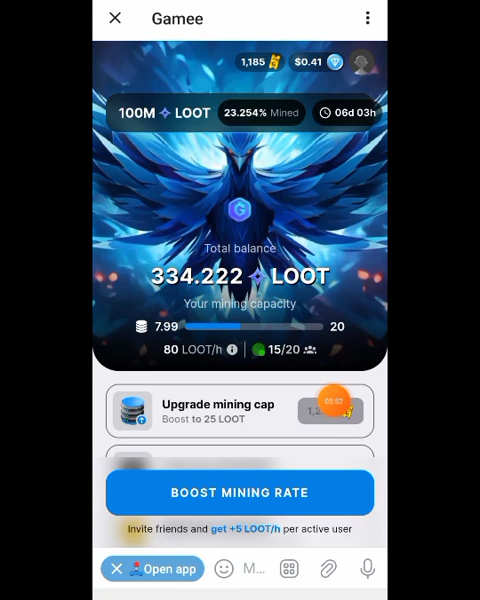 Gamee
1,185 $0.41
100M LOOT 23.254% Mined 06d 03h
G
Total balance
334.222 LOOT
Your mining capacity
7.99 20
80 LOOT/h 15/20
Upgrade mining cap
Boost to 25 LOOT
05:52
BOOST MINING RATE
Invite friends and get +5 LOOT/h per active user
Open app M...